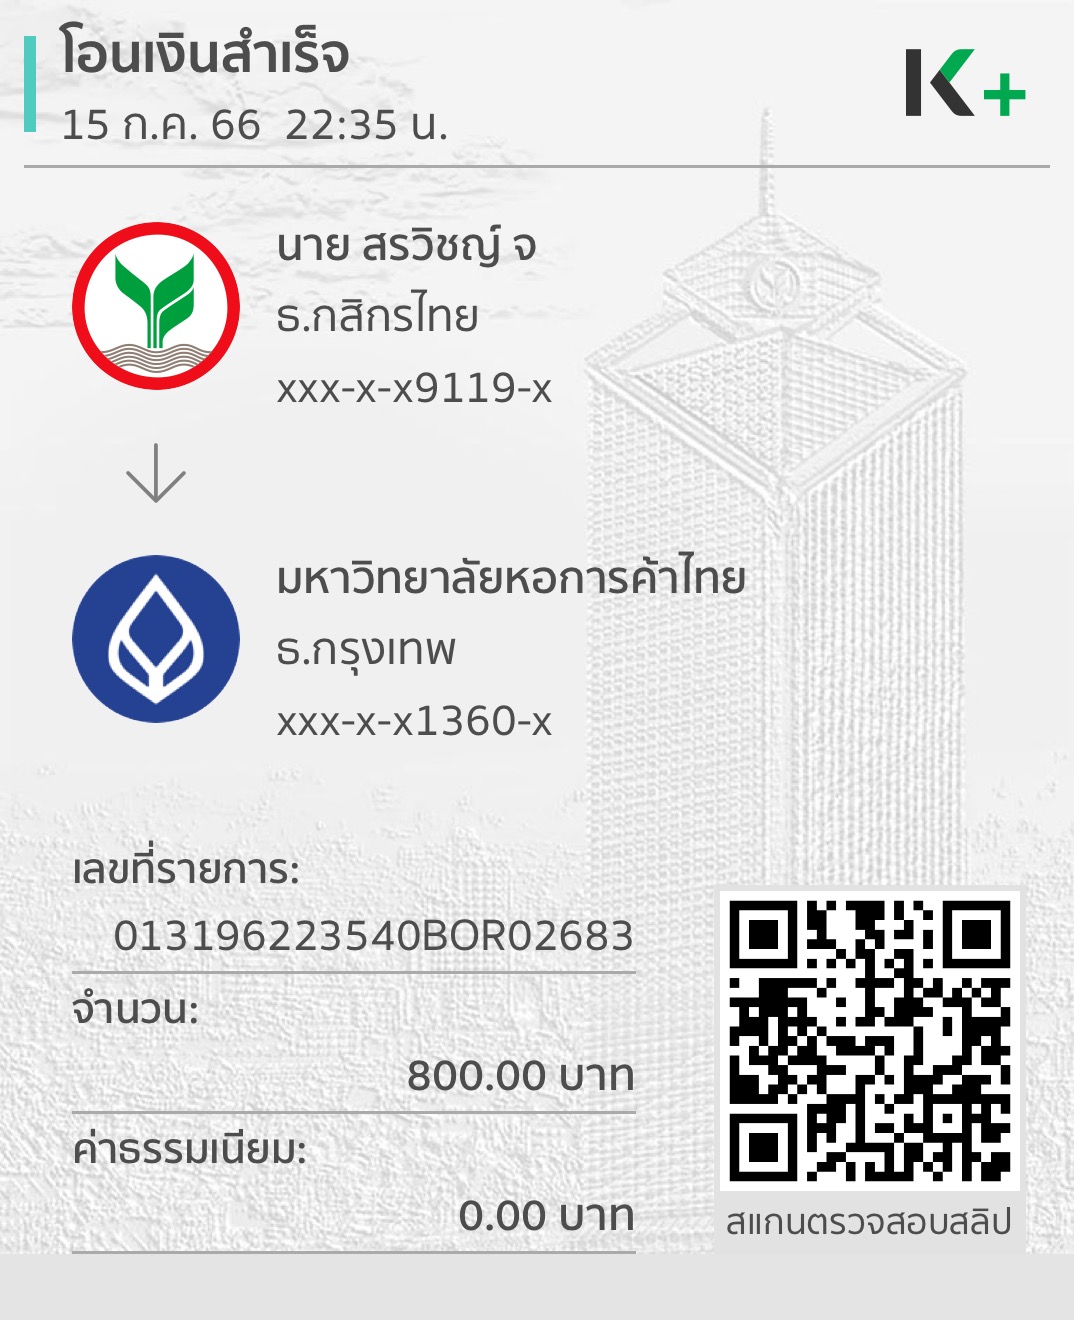 โอนเงินสำเร็จ
15 ก.ค. 66 22:35 น.
K+
นาย สรวิชญ์ จ
ธ.กสิกรไทย
xxx-x-x9119-x
มหาวิทยาลัยหอการค้าไทย
ธ.กรุงเทพ
xxx-x-x1360-x
เลขที่รายการ:
013196223540BOR02683
จำนวน:
800.00 บาท
ค่าธรรมเนียม:
0.00 บาท
สแกนตรวจสอบสลิป